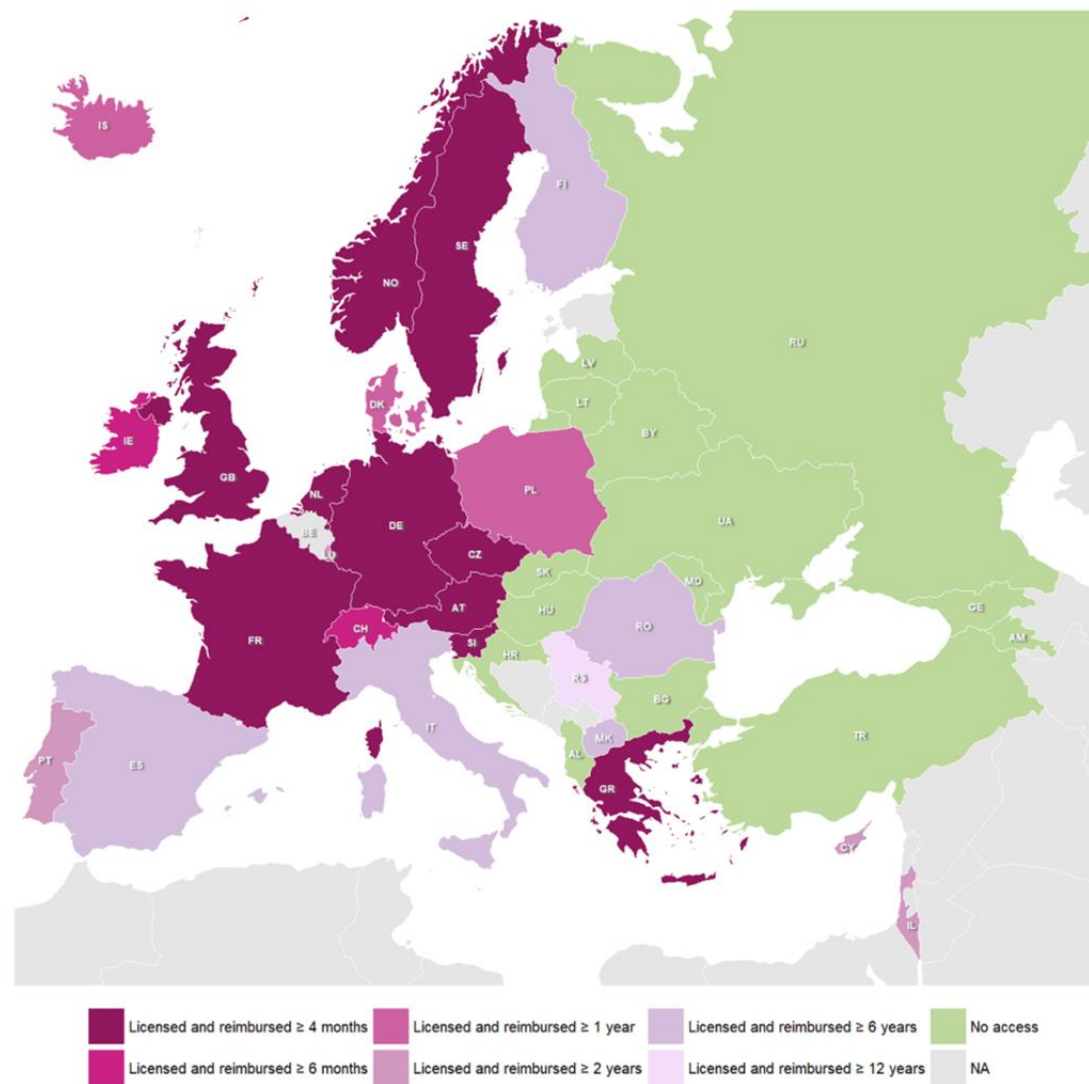 IS
FI
SE
NO
RU
LV
DK
LT
IE
BY
GB
PL
NL
DE
UA
BE
LU
CZ
SK
MD
AT
HU
FR
CH
RO
SI
GE
HR
AM
RS
IT
BG
MK
TR
PT
ES
AL
GR
CY
IL
Licensed and reimbursed ≥ 4 months Licensed and reimbursed ≥ 1 year Licensed and reimbursed ≥ 6 years No access
Licensed and reimbursed ≥ 6 months Licensed and reimbursed ≥ 2 years Licensed and reimbursed ≥ 12 years NA